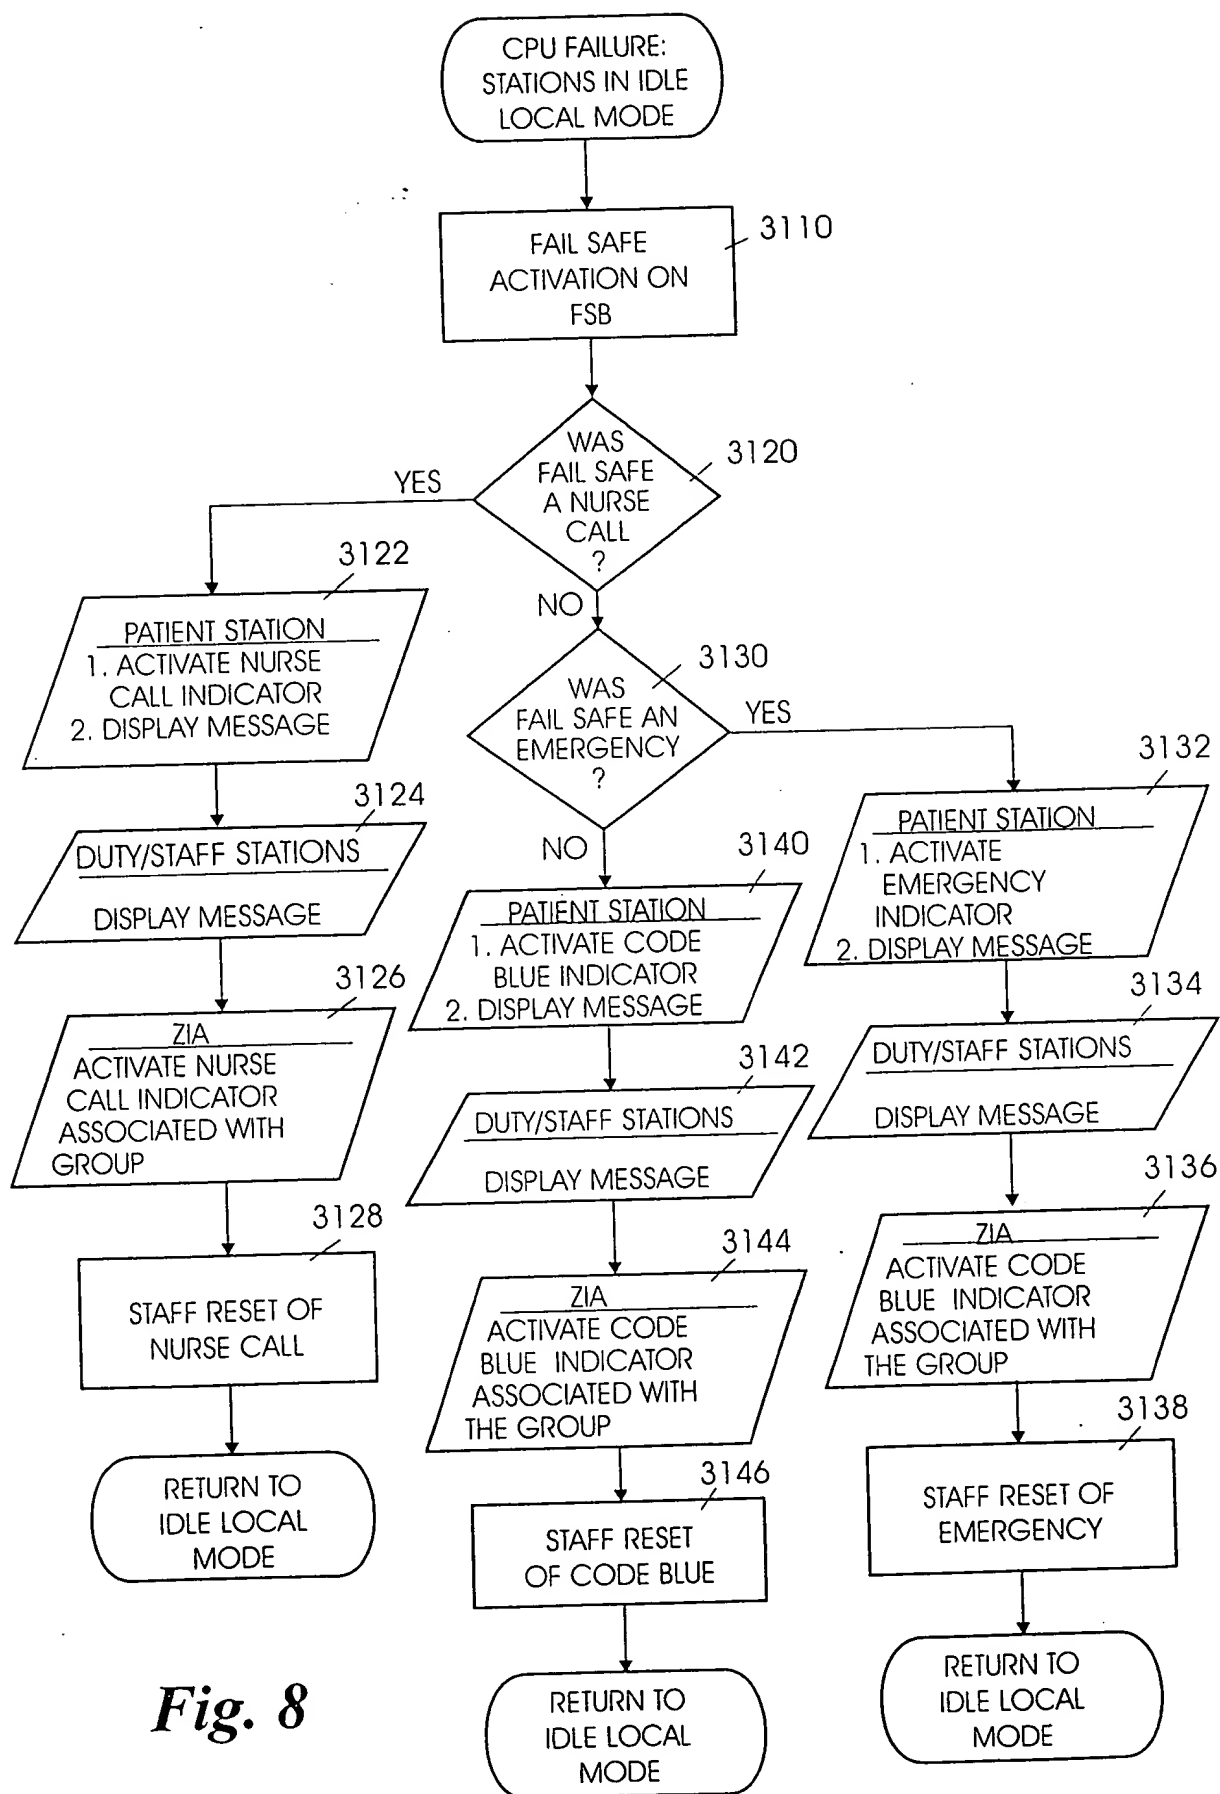 CPU FAILURE:
STATIONS IN IDLE
LOCAL MODE
3110
FAIL SAFE
ACTIVATION ON
FSB
3120
WAS
FAIL SAFE
A NURSE
CALL
?
YES
NO
3122
PATIENT STATION
1. ACTIVATE NURSE
CALL INDICATOR
2. DISPLAY MESSAGE
3124
DUTY/STAFF STATIONS
DISPLAY MESSAGE
3126
ZIA
ACTIVATE NURSE
CALL INDICATOR
ASSOCIATED WITH
GROUP
3128
STAFF RESET OF
NURSE CALL
RETURN TO
IDLE LOCAL
MODE
3130
WAS
FAIL SAFE AN
EMERGENCY
?
YES
NO
3140
PATIENT STATION
1. ACTIVATE CODE
BLUE INDICATOR
2. DISPLAY MESSAGE
3142
DUTY/STAFF STATIONS
DISPLAY MESSAGE
3144
ZIA
ACTIVATE CODE
BLUE INDICATOR
ASSOCIATED WITH
THE GROUP
3146
STAFF RESET
OF CODE BLUE
RETURN TO
IDLE LOCAL
MODE
3132
PATIENT STATION
1. ACTIVATE
EMERGENCY
INDICATOR
2. DISPLAY MESSAGE
3134
DUTY/STAFF STATIONS
DISPLAY MESSAGE
3136
ZIA
ACTIVATE CODE
BLUE INDICATOR
ASSOCIATED WITH
THE GROUP
3138
STAFF RESET OF
EMERGENCY
RETURN TO
IDLE LOCAL
MODE
Fig. 8